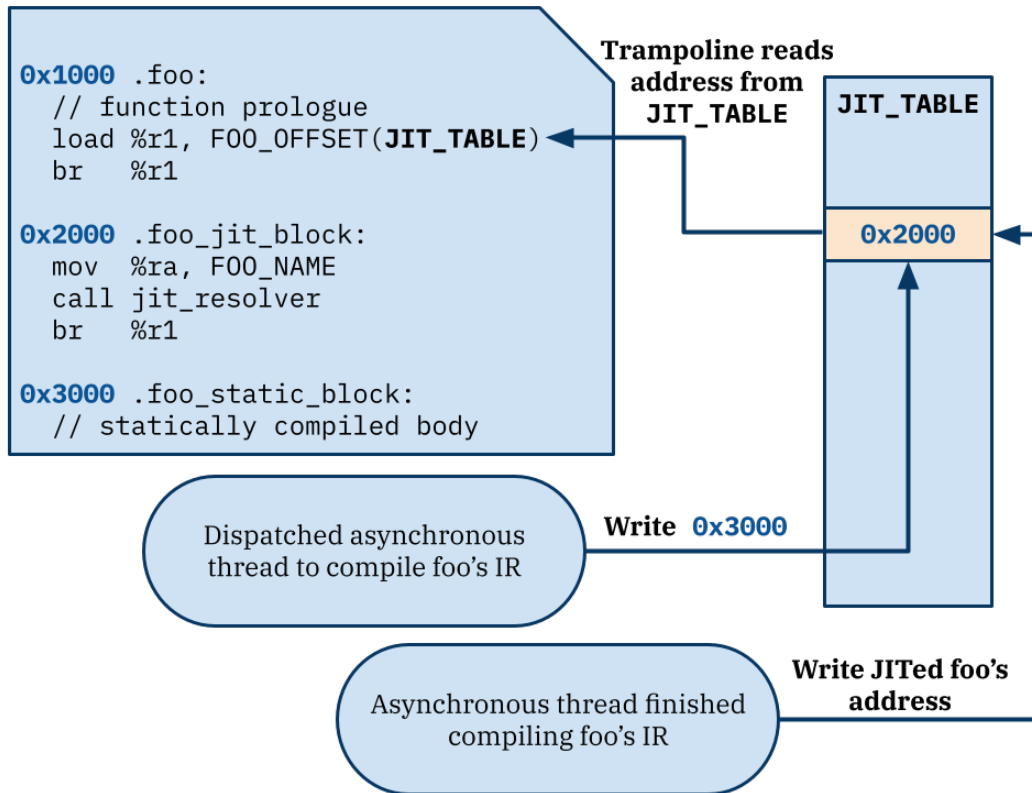 0x1000 .foo:
// function prologue
load %r1, FOO_OFFSET(JIT_TABLE)
br   %r1
0x2000 .foo_jit_block:
mov  %ra, FOO_NAME
call jit_resolver
br   %r1
0x3000 .foo_static_block:
// statically compiled body
Trampoline reads
address from
JIT_TABLE
JIT_TABLE
0x2000
Dispatched asynchronous
thread to compile foo’s IR
Write 0x3000
Asynchronous thread finished
compiling foo’s IR
Write JITed foo’s
address